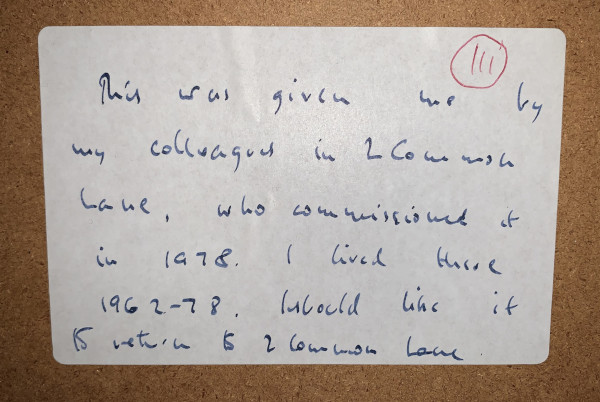 III
This was given me by
my colleagues in 2 Common
Lane, who commissioned it
in 1978. I lived there
1962-78. I would like it
to return to 2 Common Lane.